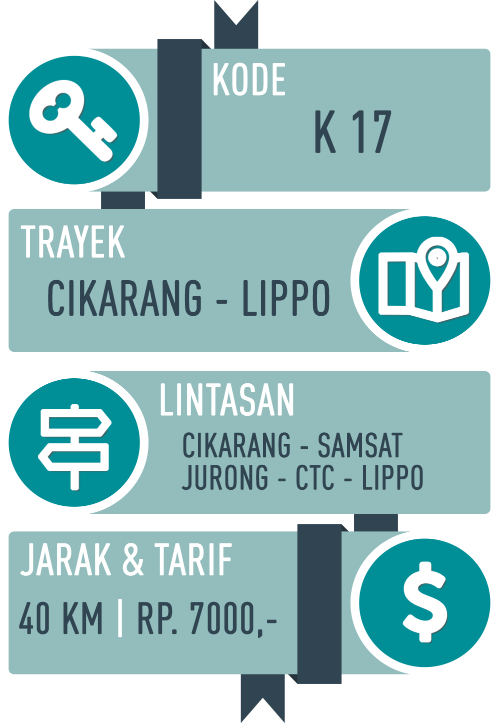 KODE
K 17
TRAYEK
CIKARANG - LIPPO
LINTASAN
CIKARANG - SAMSAT
JURONG - CTC - LIPPO
JARAK & TARIF
40 KM | RP. 7000,-
$